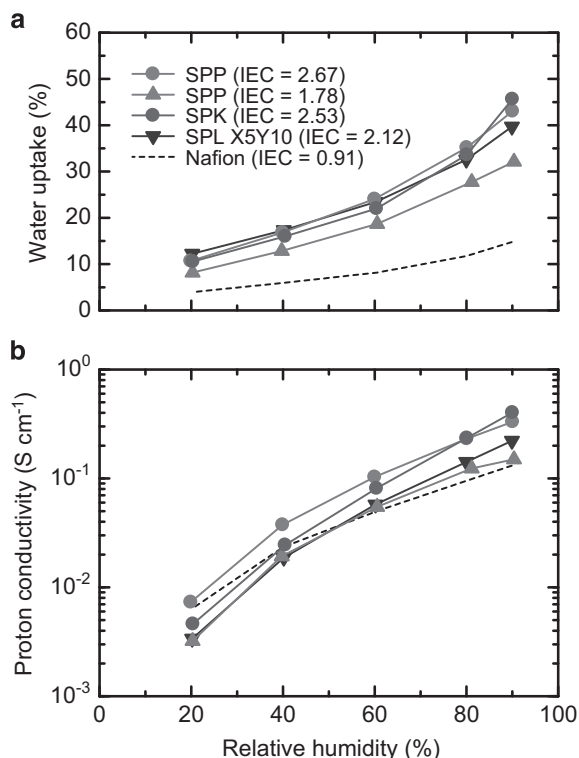 a
60
50
40
30
20
10
0
Water uptake (%)
SPP (IEC = 2.67)
SPP (IEC = 1.78)
SPK (IEC = 2.53)
SPL X5Y10 (IEC = 2.12)
Nafion (IEC = 0.91)
b
10⁰
10⁻¹
10⁻²
10⁻³
Proton conductivity (S cm⁻¹)
0 20 40 60 80 100
Relative humidity (%)